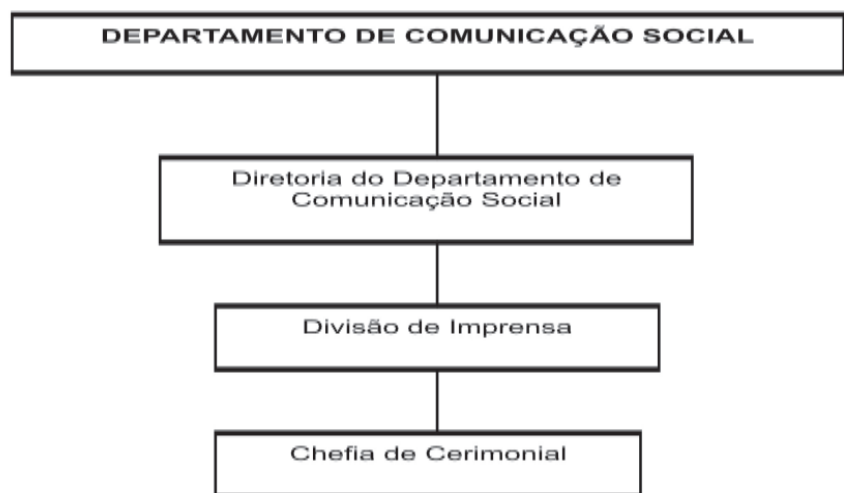 DEPARTAMENTO DE COMUNICAÇÃO SOCIAL
Diretoria do Departamento de
Comunicação Social
Divisão de Imprensa
Chefia de Cerimonial